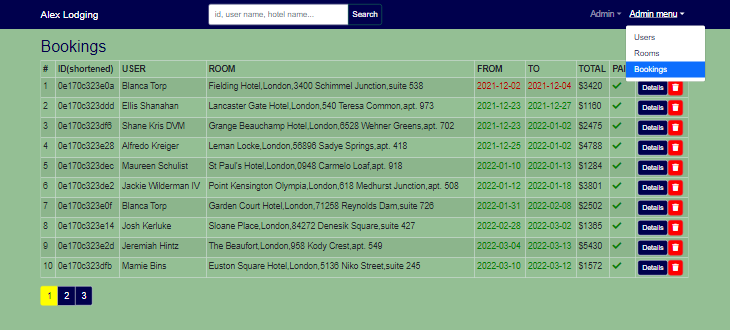 Alex Lodging id, user name, hotel name... Search Admin Admin menu
Users
Rooms
Bookings
Bookings
# ID(shortened) USER ROOM FROM TO TOTAL PAI
1 0e170c323e0a Blanca Torp Fielding Hotel,London,3400 Schimmel Junction,suite 538 2021-12-02 2021-12-04 $3420 Details
2 0e170c323ddd Ellis Shanahan Lancaster Gate Hotel,London,540 Teresa Common,apt. 973 2021-12-23 2021-12-27 $1160 Details
3 0e170c323df6 Shane Kris DVM Grange Beauchamp Hotel,London,6528 Wehner Greens,apt. 702 2021-12-23 2022-01-02 $2475 Details
4 0e170c323e28 Alfredo Kreiger Leman Locke,London,56896 Sadye Springs,apt. 418 2021-12-25 2022-01-02 $4788 Details
5 0e170c323dec Maureen Schulist St Paul's Hotel,London,0948 Carmelo Loaf,apt. 918 2022-01-10 2022-01-13 $1284 Details
6 0e170c323de2 Jackie Wilderman IV Point Kensington Olympia,London,618 Medhurst Junction,apt. 508 2022-01-12 2022-01-18 $3801 Details
7 0e170c323e0f Blanca Torp Garden Court Hotel,London,71258 Reynolds Dam,suite 726 2022-01-31 2022-02-08 $2502 Details
8 0e170c323e14 Josh Kerluke Sloane Place,London,84272 Denesik Square,suite 427 2022-02-28 2022-03-02 $1365 Details
9 0e170c323e2d Jeremiah Hintz The Beaufort,London,958 Kody Crest,apt. 549 2022-03-04 2022-03-13 $5430 Details
10 0e170c323dfb Mamie Bins Euston Square Hotel,London,5136 Niko Street,suite 245 2022-03-10 2022-03-12 $1572 Details
1 2 3